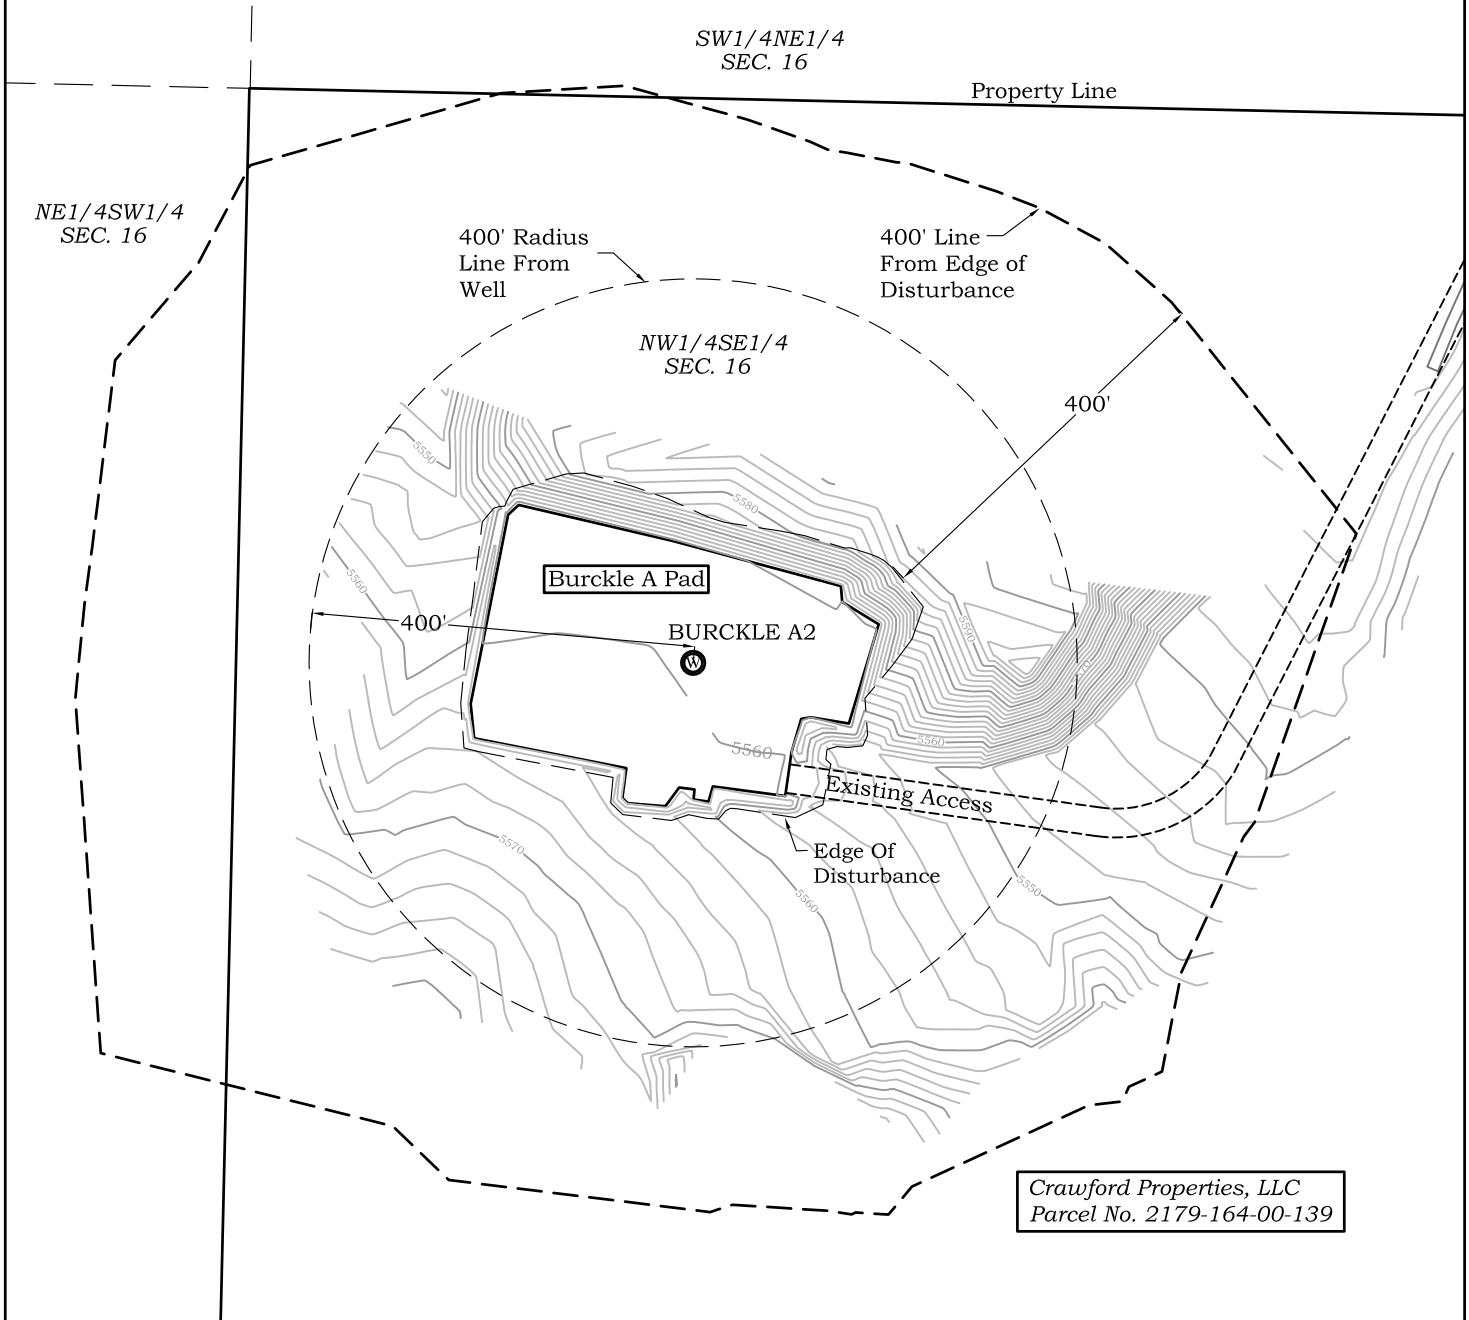 SW1/4NE1/4
SEC. 16
Property Line
NE1/4SW1/4
SEC. 16
400' Radius
Line From
Well
400' Line
From Edge of
Disturbance
NW1/4SE1/4
SEC. 16
400'
5550
5580
5560
Burckle A Pad
400'
BURCKLE A2
W
5590
5560
5560
Existing Access
5570
Edge Of
Disturbance
5560
5550
Crawford Properties, LLC
Parcel No. 2179-164-00-139